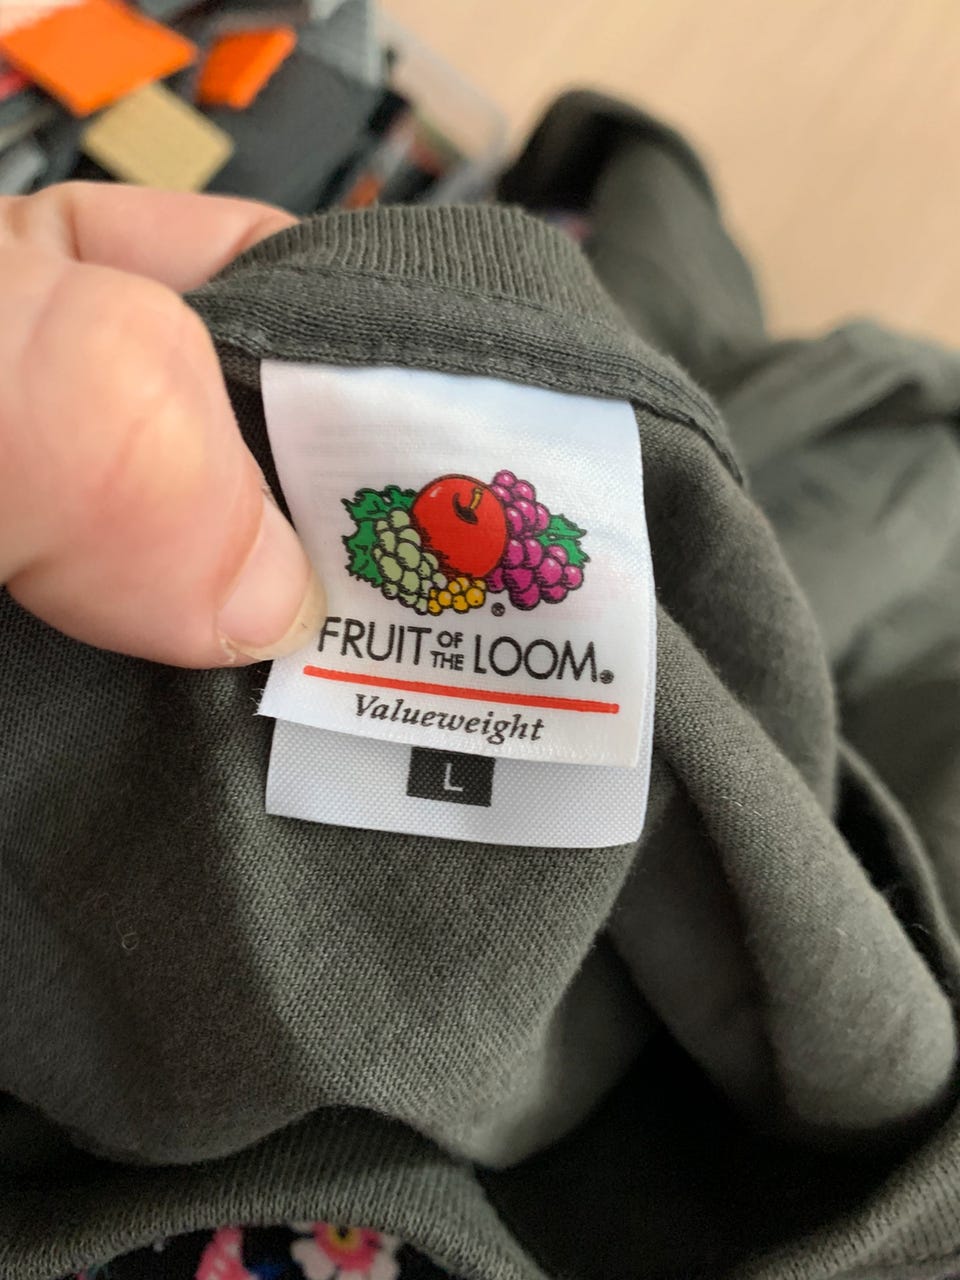 FRUIT OF THE LOOM®
Valueweight
L